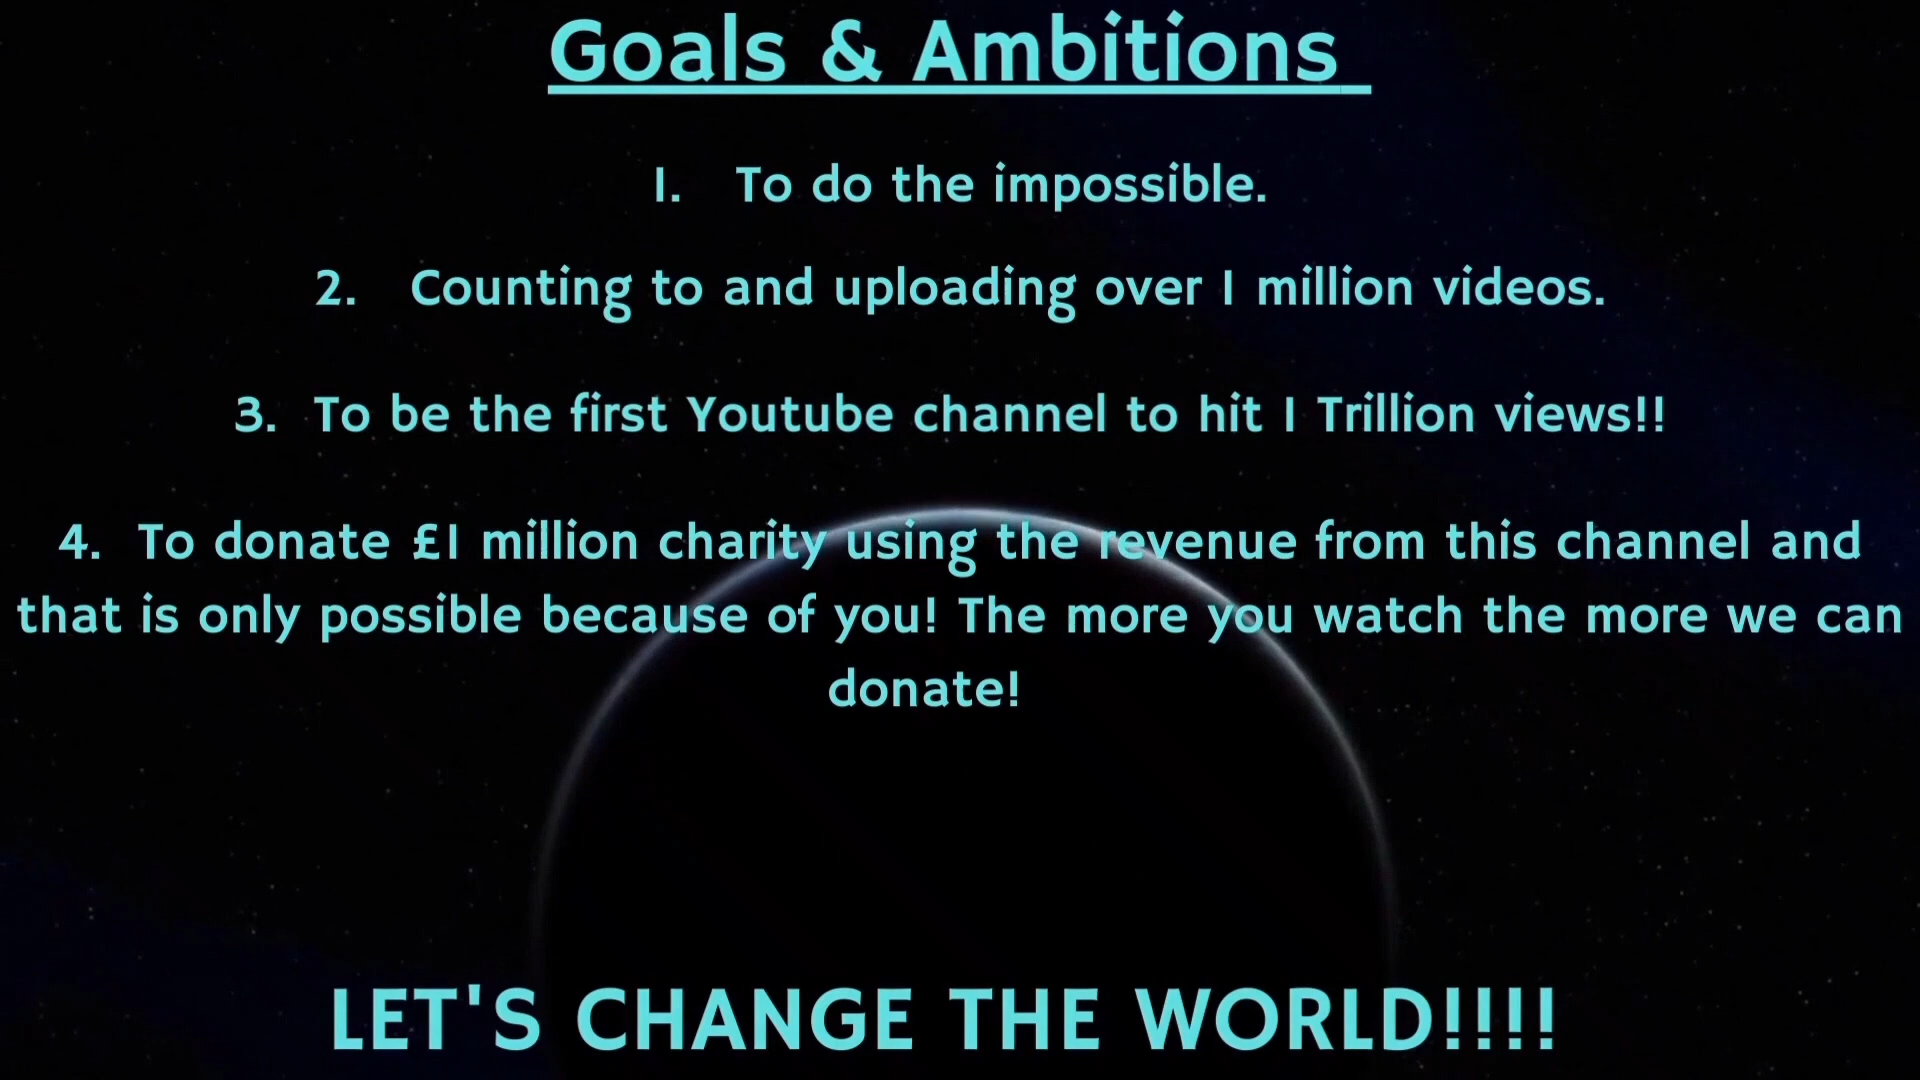 Goals & Ambitions
1. To do the impossible.
2. Counting to and uploading over 1 million videos.
3. To be the first Youtube channel to hit 1 Trillion views!!
4. To donate £1 million charity using the revenue from this channel and
that is only possible because of you! The more you watch the more we can
donate!
LET'S CHANGE THE WORLD!!!!